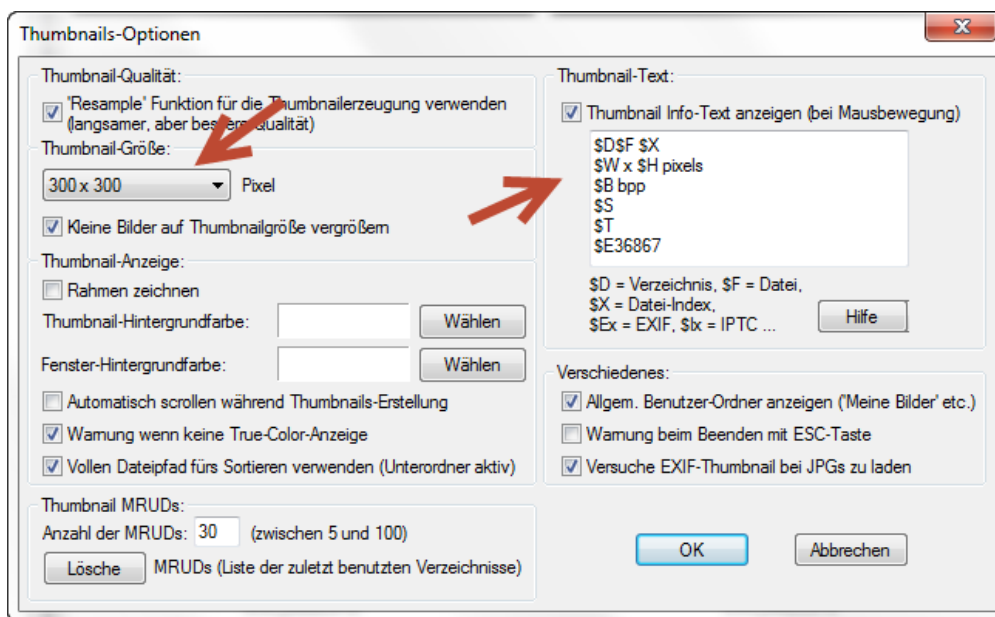 Thumbnails-Optionen
Thumbnail-Qualität:
'Resample' Funktion für die Thumbnailerzeugung verwenden
(langsamer, aber bessere Qualität)
Thumbnail-Größe:
300 x 300 Pixel
Kleine Bilder auf Thumbnailgröße vergrößern
Thumbnail-Anzeige:
Rahmen zeichnen
Thumbnail-Hintergrundfarbe: Wählen
Fenster-Hintergrundfarbe: Wählen
Automatisch scrollen während Thumbnails-Erstellung
Warnung wenn keine True-Color-Anzeige
Vollen Dateipfad fürs Sortieren verwenden (Unterordner aktiv)
Thumbnail MRUDs:
Anzahl der MRUDs: 30 (zwischen 5 und 100)
Lösche MRUDs (Liste der zuletzt benutzten Verzeichnisse)
Thumbnail-Text:
Thumbnail Info-Text anzeigen (bei Mausbewegung)
$D$F $X
$W x $H pixels
$B bpp
$S
$T
$E36867
$D = Verzeichnis, $F = Datei,
$X = Datei-Index,
$Ex = EXIF, $Ix = IPTC ...
Hilfe
Verschiedenes:
Allgem. Benutzer-Ordner anzeigen ('Meine Bilder' etc.)
Warnung beim Beenden mit ESC-Taste
Versuche EXIF-Thumbnail bei JPGs zu laden
OK
Abbrechen